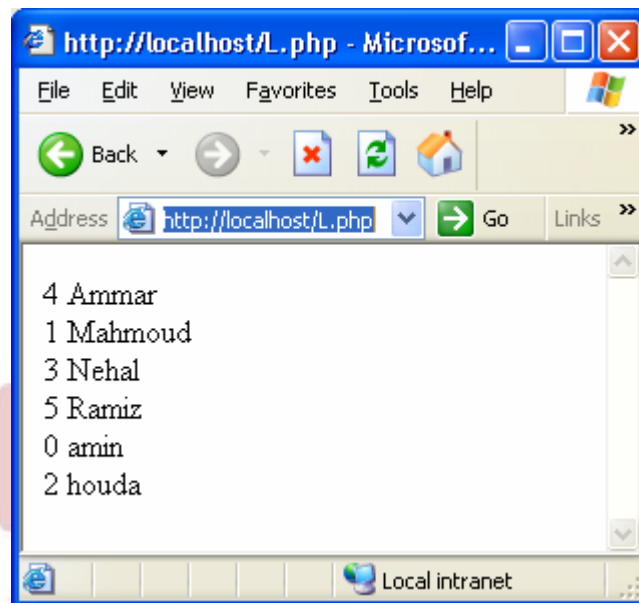 http://localhost/L.php - Microsof...
File Edit View Favorites Tools Help
Back »
Address http://localhost/L.php Go Links »
4 Ammar
1 Mahmoud
3 Nehal
5 Ramiz
0 amin
2 houda
Local intranet